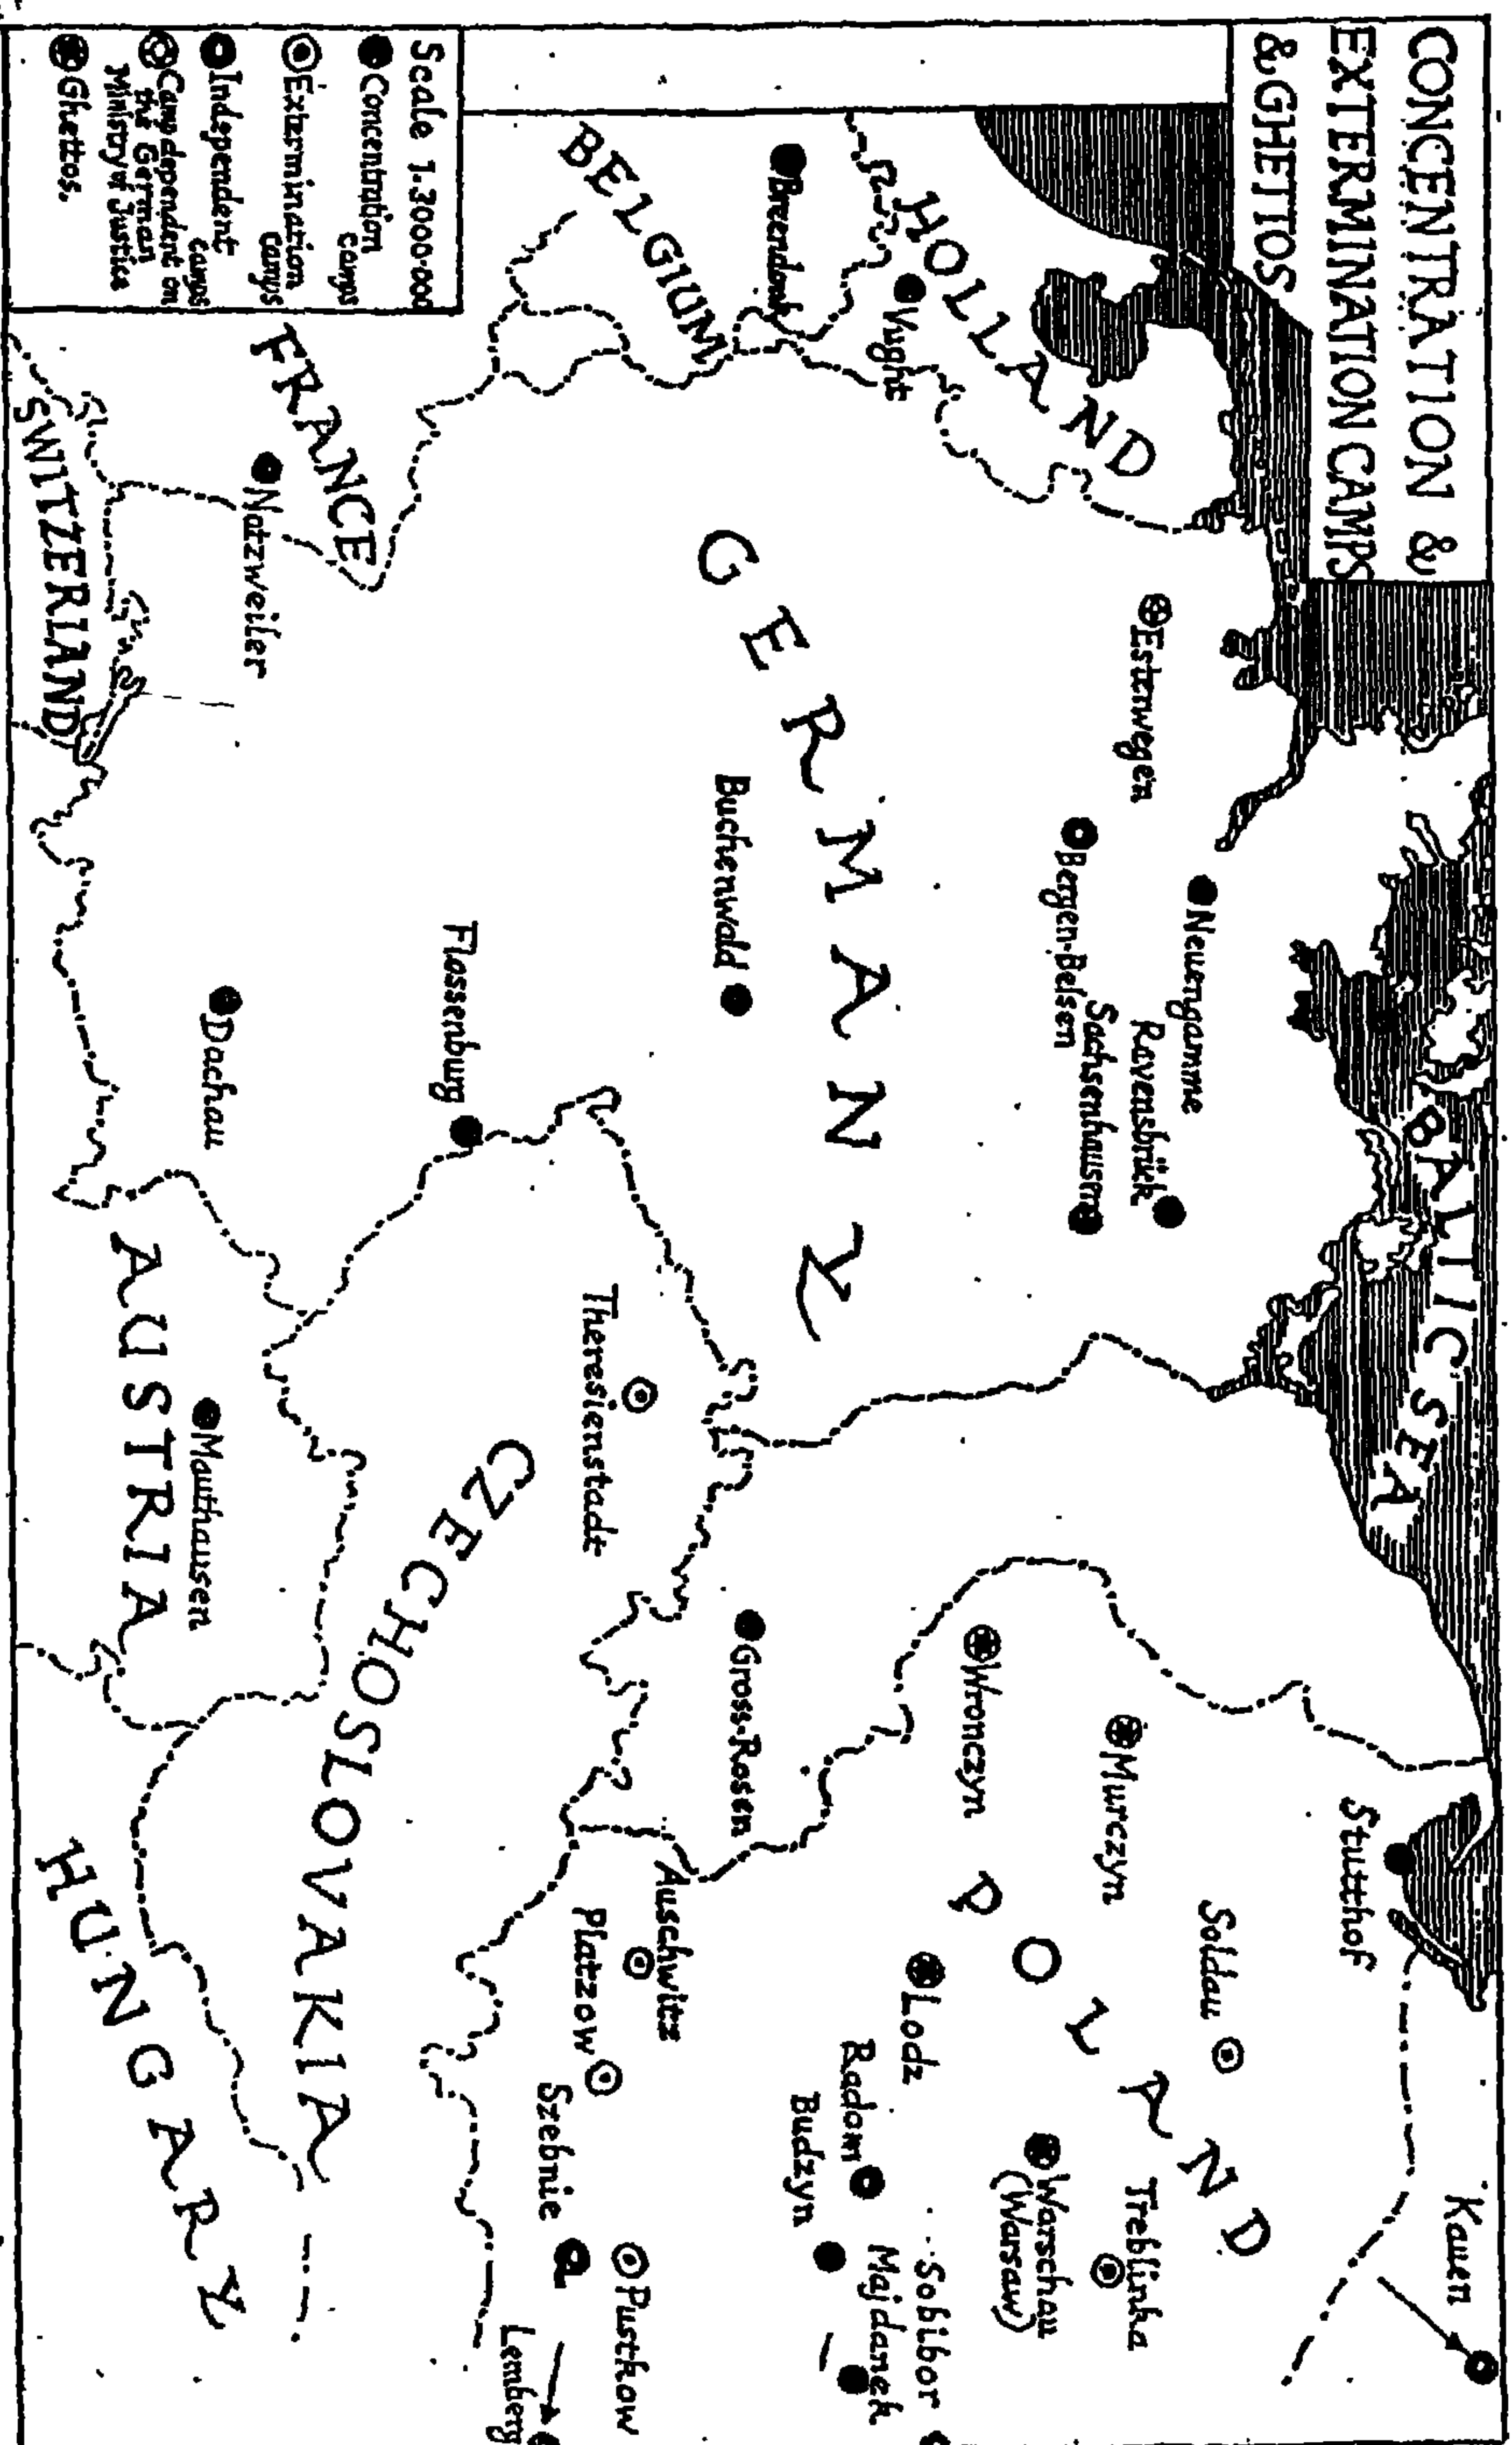 CONCENTRATION &
EXTERMINATION CAMPS
& GHETTOS
BALTIC SEA
HOLLAND
Vught
BELGIUM
Breendonk
FRANCE
Natzweiler
SWITZERLAND
GERMANY
Esterwegen
Neuengamme
Bergen-Belsen
Ravensbrück
Sachsenhausen
Buchenwald
Flossenburg
Dachau
AUSTRIA
Mauthausen
CZECHOSLOVAKIA
Theresienstadt
Gross-Rosen
HUNGARY
POLAND
Stutthof
Kauen
Soldau
Murczyn
Wronczyn
Treblinka
Warschau
(Warsaw)
Lodz
Radom
Budzyn
Sobibor
Majdanek
Auschwitz
Platzow
Szebnie
Pustkow
Lemberg
Scale 1.3000.000
Concentration
camps
Extermination
camps
Independent
camps
Camp dependent on
the German
Ministry of Justice
Ghettos.